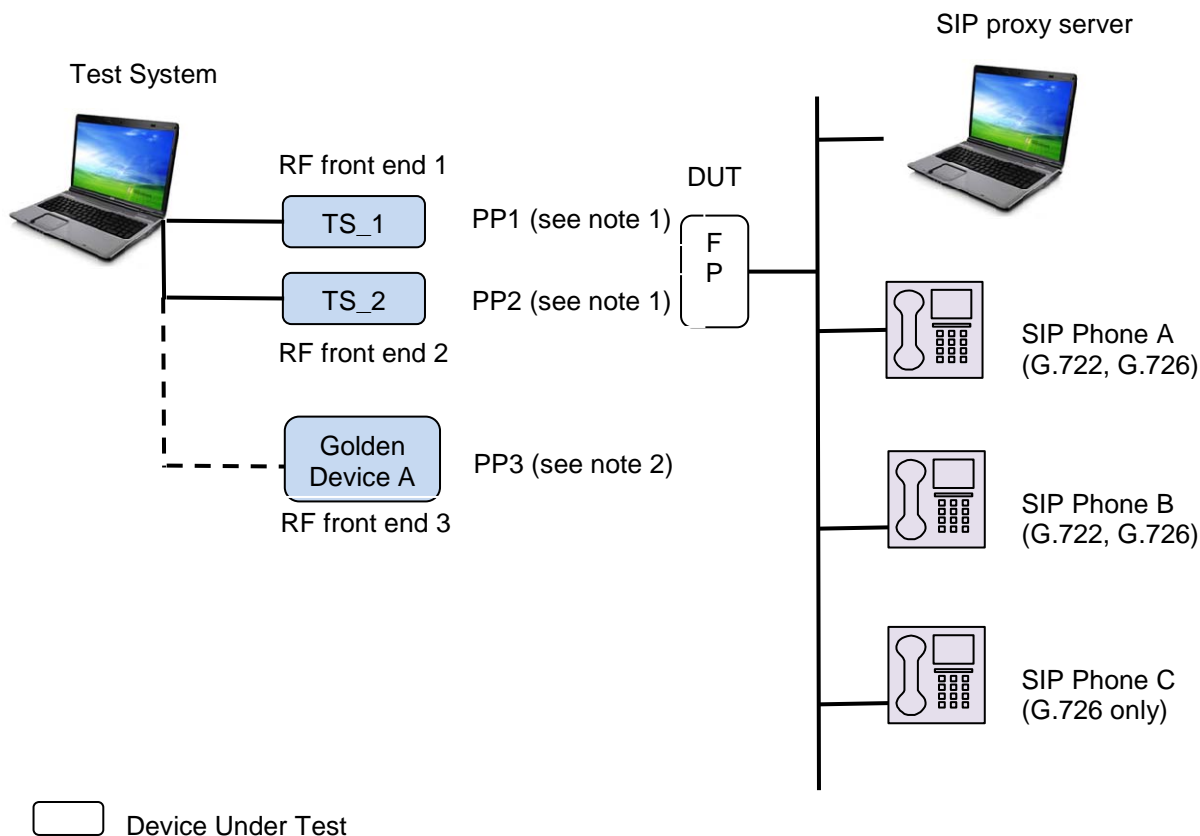 SIP proxy server
Test System
RF front end 1
TS_1
PP1 (see note 1)
DUT
F
P
TS_2
PP2 (see note 1)
RF front end 2
SIP Phone A
(G.722, G.726)
Golden
Device A
PP3 (see note 2)
RF front end 3
SIP Phone B
(G.722, G.726)
SIP Phone C
(G.726 only)
Device Under Test